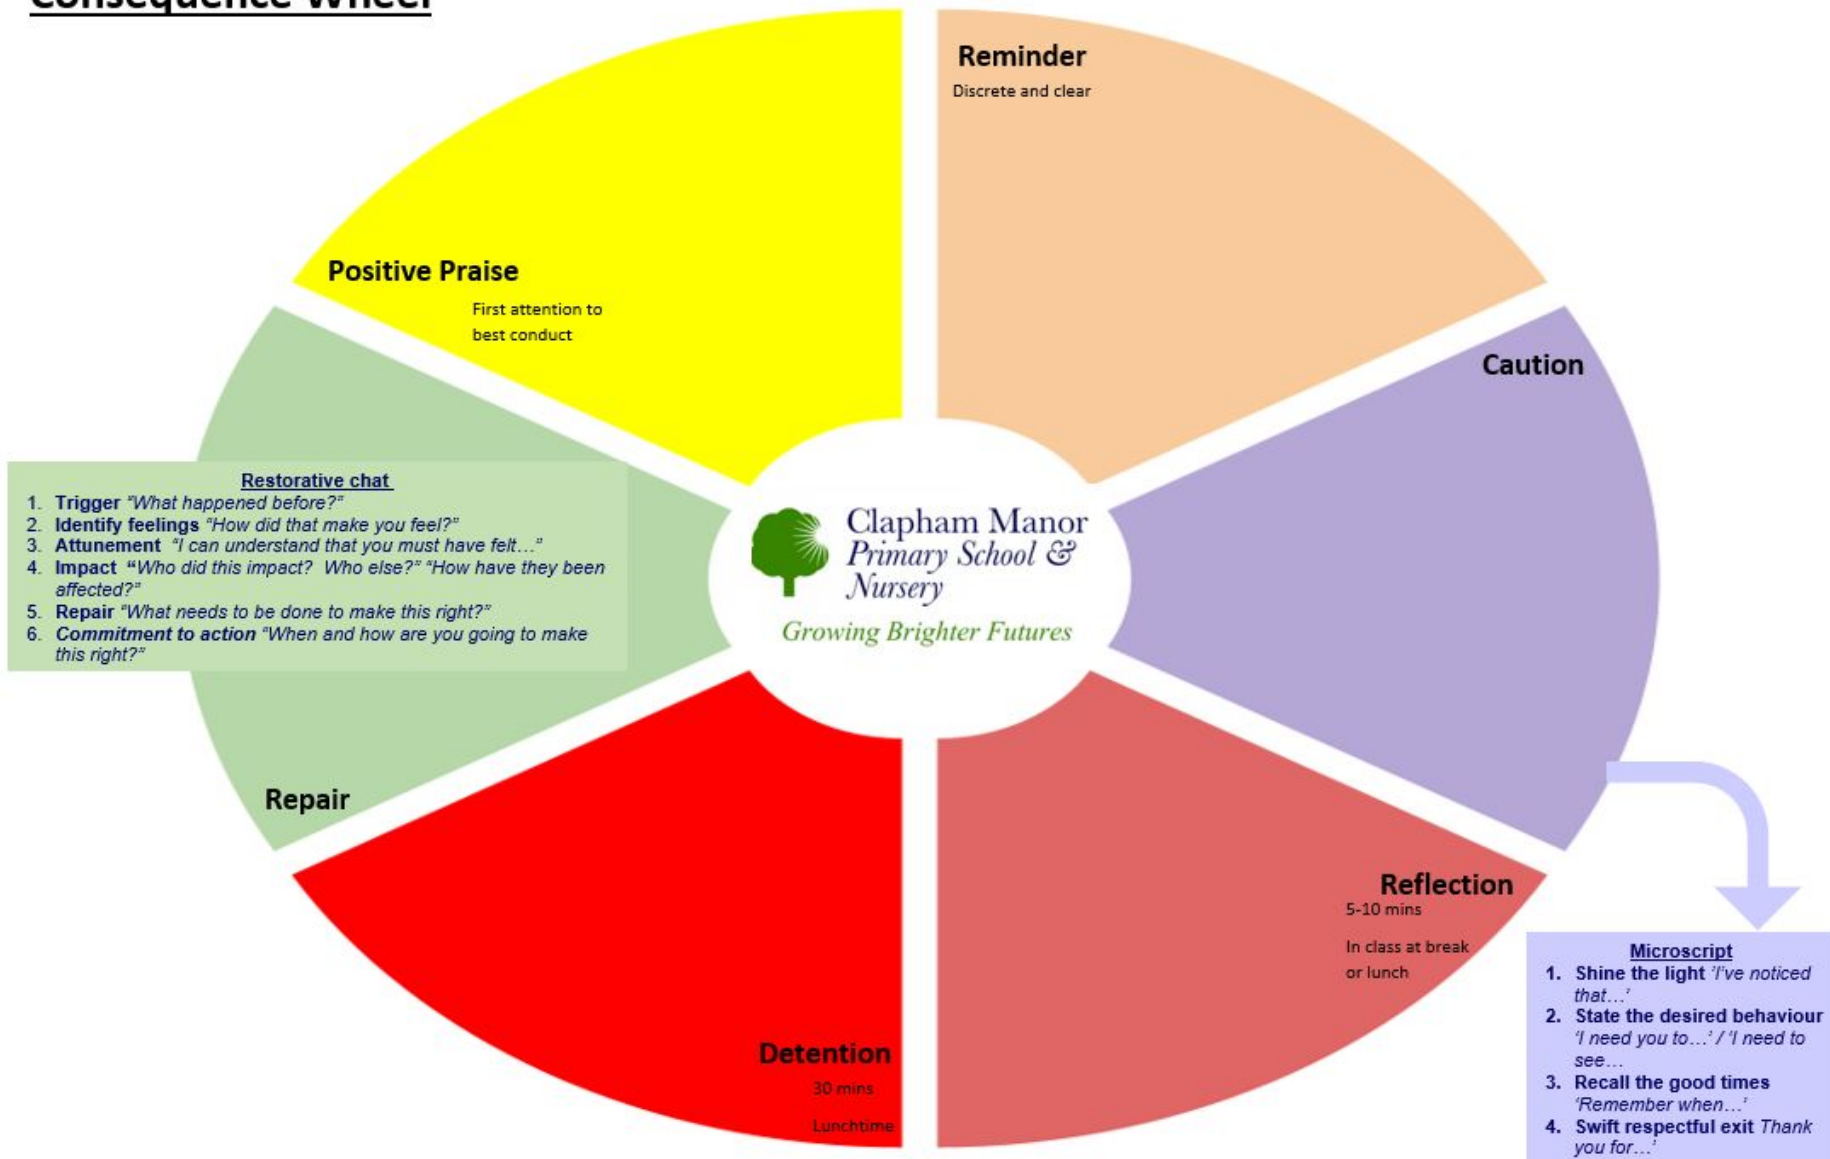 Consequence Wheel
Reminder
Discrete and clear
Positive Praise
First attention to
best conduct
Caution
Restorative chat
1. Trigger "What happened before?"
2. Identify feelings "How did that make you feel?"
3. Attunement "I can understand that you must have felt…"
4. Impact “Who did this impact? Who else?" "How have they been
affected?"
5. Repair "What needs to be done to make this right?"
6. Commitment to action "When and how are you going to make
this right?"
Clapham Manor
Primary School &
Nursery
Growing Brighter Futures
Repair
Reflection
5-10 mins
In class at break
or lunch
Detention
30 mins
Lunchtime
Microscript
1. Shine the light 'I've noticed
that…'
2. State the desired behaviour
'I need you to…' / 'I need to
see…
3. Recall the good times
'Remember when…'
4. Swift respectful exit Thank
you for…'